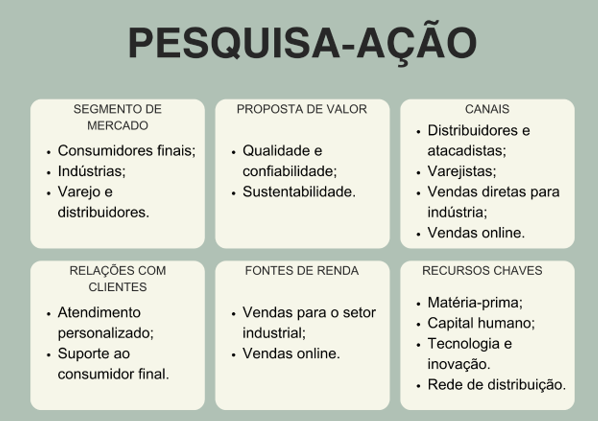 PESQUISA-AÇÃO
SEGMENTO DE
MERCADO
• Consumidores finais;
• Indústrias;
• Varejo e
distribuidores.
PROPOSTA DE VALOR
• Qualidade e
confiabilidade;
• Sustentabilidade.
CANAIS
• Distribuidores e
atacadistas;
• Varejistas;
• Vendas diretas para
indústria;
• Vendas online.
RELAÇÕES COM
CLIENTES
• Atendimento
personalizado;
• Suporte ao
consumidor final.
FONTES DE RENDA
• Vendas para o setor
industrial;
• Vendas online.
RECURSOS CHAVES
• Matéria-prima;
• Capital humano;
• Tecnologia e
inovação.
• Rede de distribuição.